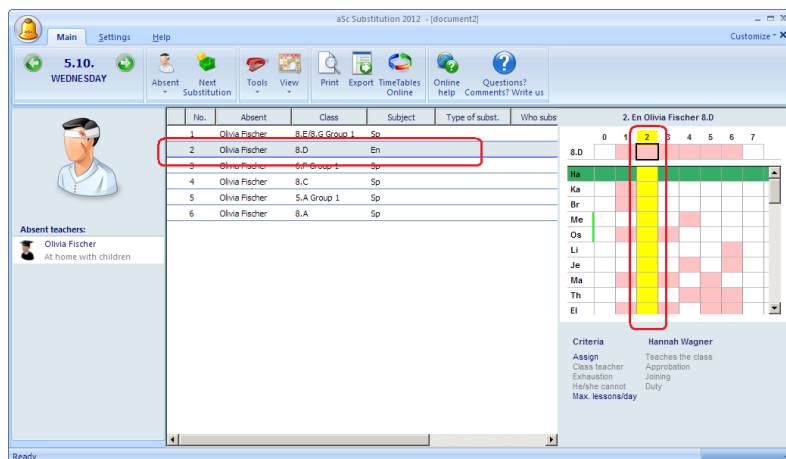 aSc Substitution 2012 - [document2]
Main Settings Help Customize
5.10.
WEDNESDAY
Absent
Next
Substitution
Tools
View
Print
Export
TimeTables
Online
Online
help
Questions?
Comments? Write us
No. Absent Class Subject Type of subst. Who subst
1 Olivia Fischer 8.E/8.G Group 1 Sp
2 Olivia Fischer 8.D En
3 Olivia Fischer 6.F Group 1 Sp
4 Olivia Fischer 8.C Sp
5 Olivia Fischer 5.A Group 1 Sp
6 Olivia Fischer 8.A Sp
Absent teachers:
Olivia Fischer
At home with children
2. En Olivia Fischer 8.D
0 1 2 3 4 5 6 7
8.D
Ha
Ka
Br
Me
Os
Li
Je
Ma
Th
El
Criteria Hannah Wagner
Assign Teaches the class
Class teacher Approbation
Exhaustion Joining
He/she cannot Duty
Max. lessons/day
Ready